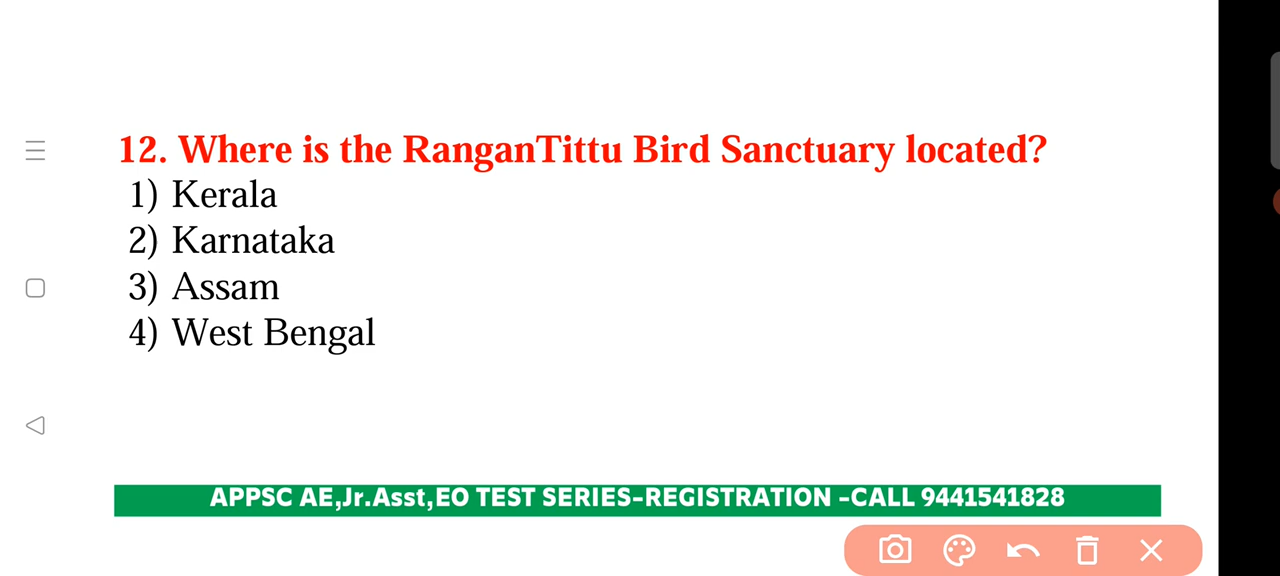 12. Where is the RanganTittu Bird Sanctuary located?
1) Kerala
2) Karnataka
3) Assam
4) West Bengal
APPSC AE,Jr.Asst,EO TEST SERIES-REGISTRATION -CALL 9441541828